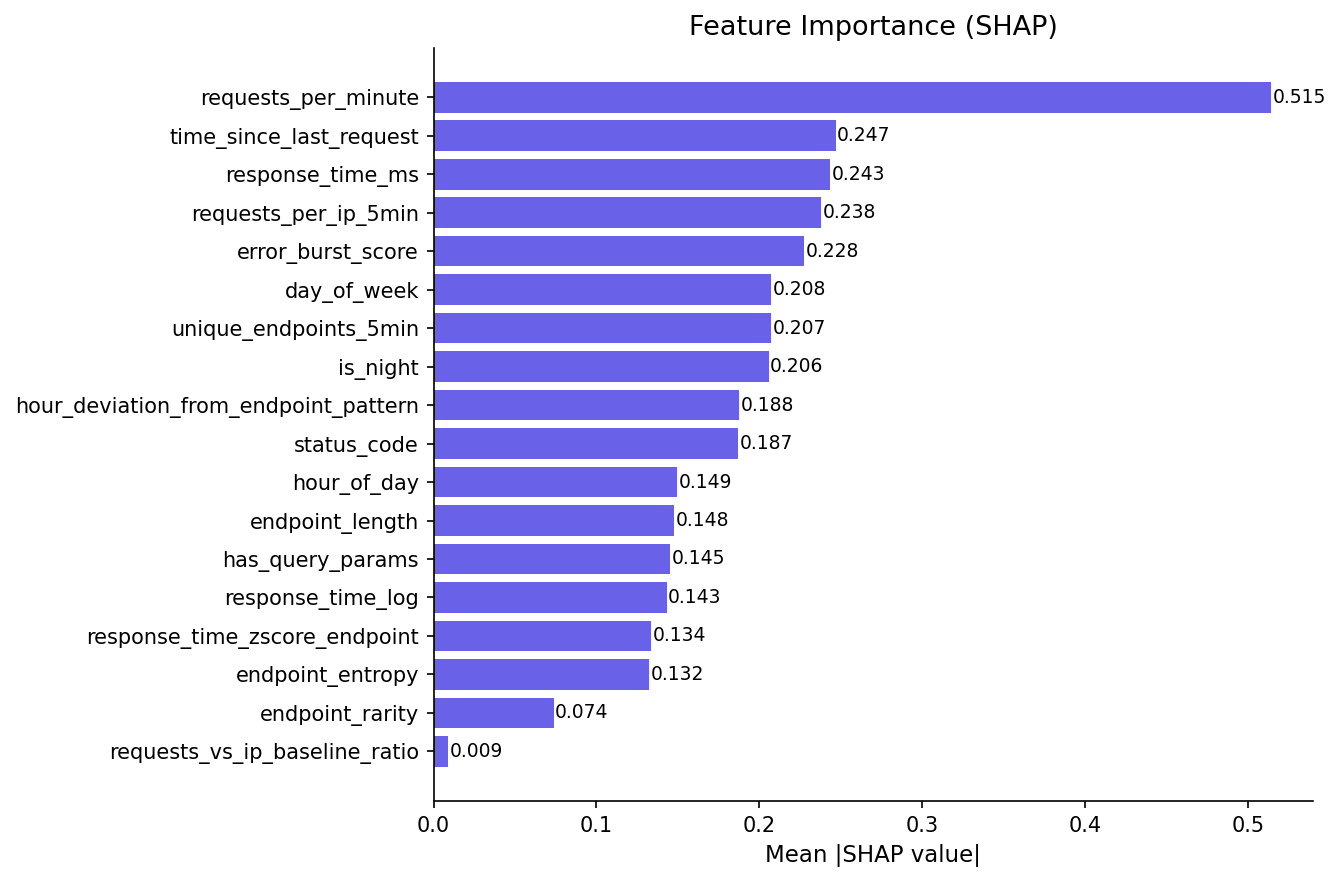 Feature Importance (SHAP)
requests_per_minute 0.515
time_since_last_request 0.247
response_time_ms 0.243
requests_per_ip_5min 0.238
error_burst_score 0.228
day_of_week 0.208
unique_endpoints_5min 0.207
is_night 0.206
hour_deviation_from_endpoint_pattern 0.188
status_code 0.187
hour_of_day 0.149
endpoint_length 0.148
has_query_params 0.145
response_time_log 0.143
response_time_zscore_endpoint 0.134
endpoint_entropy 0.132
endpoint_rarity 0.074
requests_vs_ip_baseline_ratio 0.009
0.0 0.1 0.2 0.3 0.4 0.5
Mean |SHAP value|